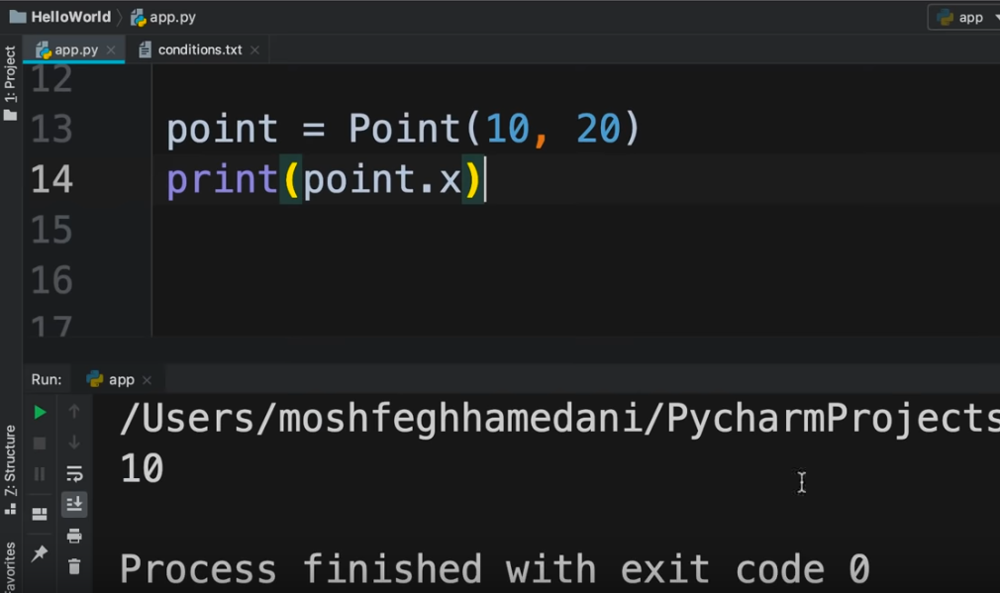 HelloWorld
app.py
app
app.py
conditions.txt
1: Project
12
13 point = Point(10, 20)
14 print(point.x)
15
16
17
Run:
app
/Users/moshfeghhamedani/PycharmProjects
10
Process finished with exit code 0
Z: Structure
avorites